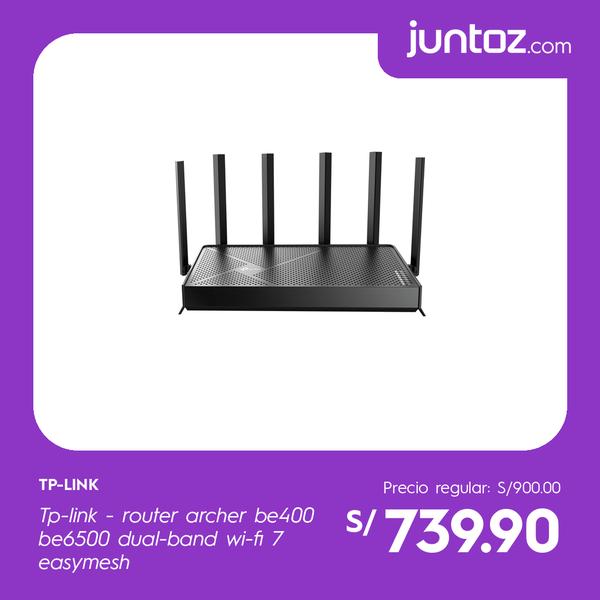 juntoz.com
TP-LINK
Tp-link - router archer be400
be6500 dual-band wi-fi 7
easymesh
Precio regular: S/900.00
S/739.90